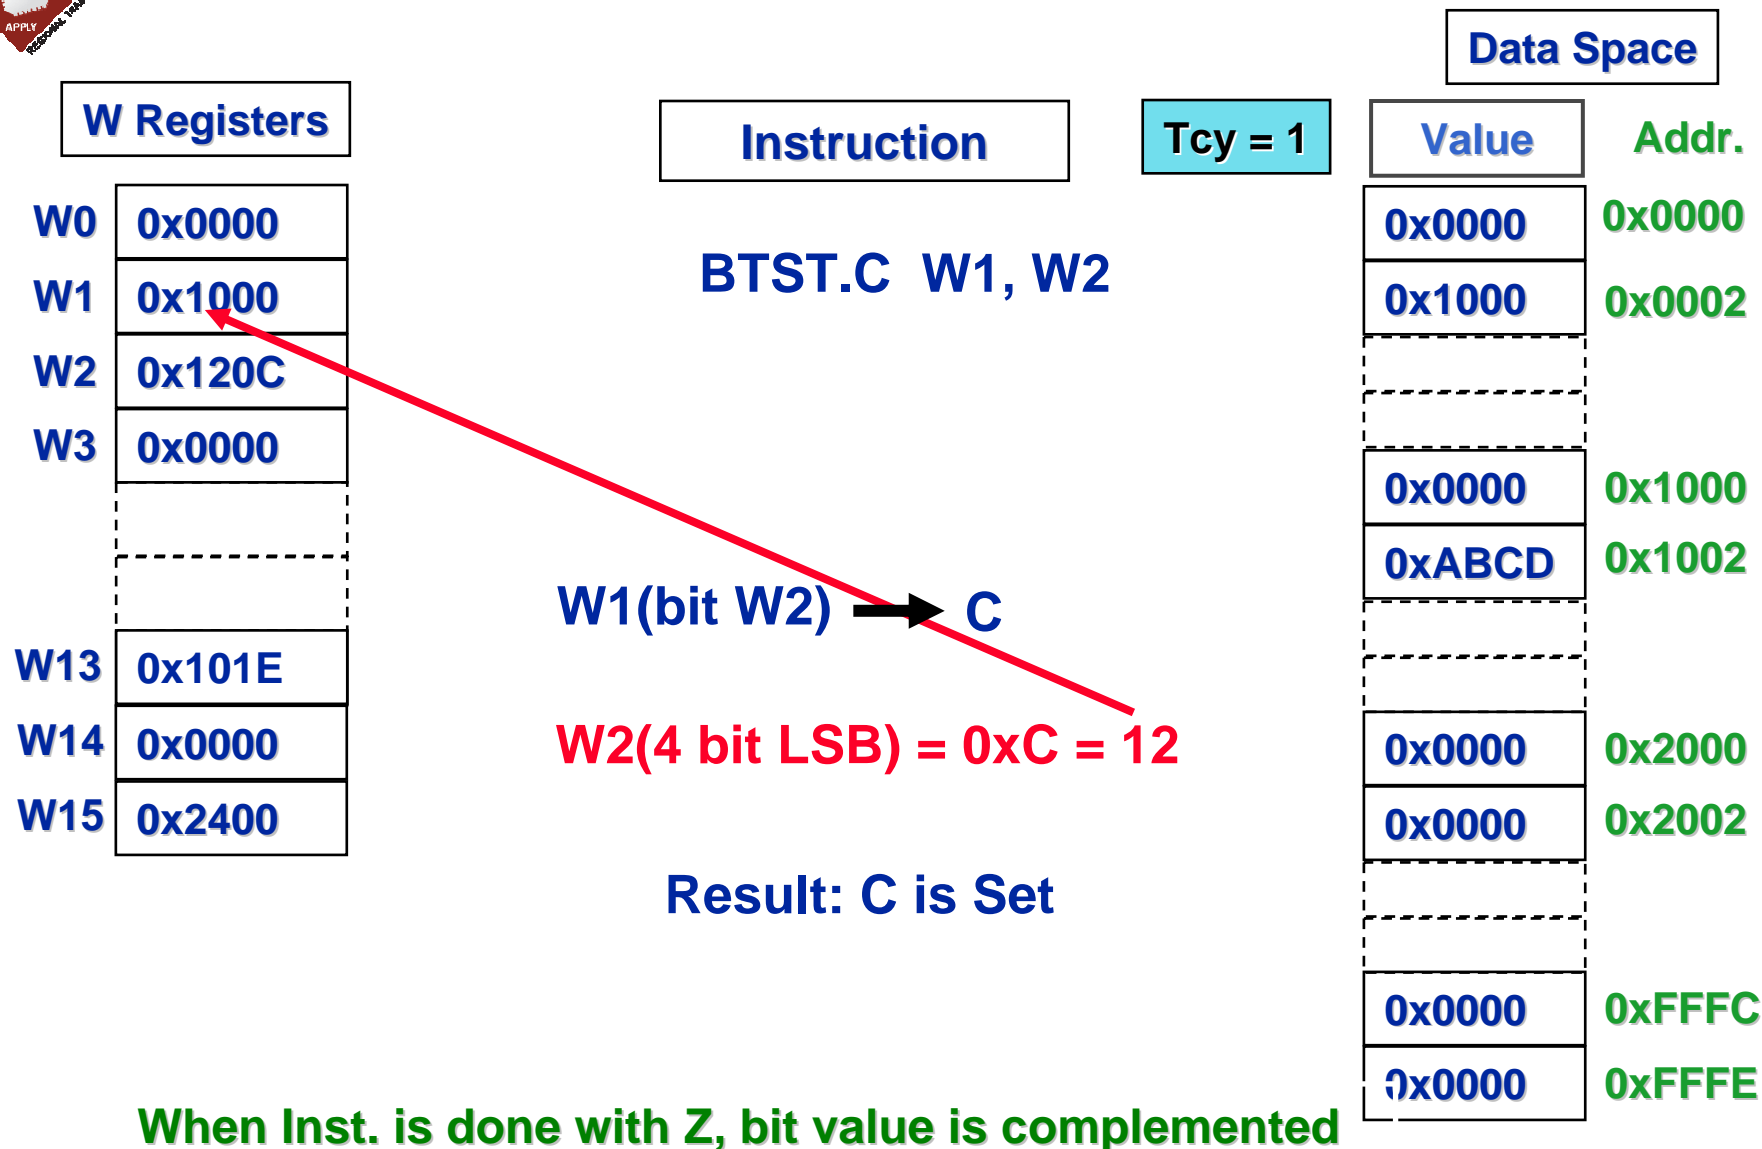 APPLY
REGIONAL TRAI
Data Space
W Registers
Instruction
Tcy = 1
Value
Addr.
W0 0x0000
W1 0x1000
W2 0x120C
W3 0x0000
W13 0x101E
W14 0x0000
W15 0x2400
BTST.C W1, W2
W1(bit W2) C
W2(4 bit LSB) = 0xC = 12
Result: C is Set
0x0000 0x0000
0x1000 0x0002
0x0000 0x1000
0xABCD 0x1002
0x0000 0x2000
0x0000 0x2002
0x0000 0xFFFC
0x0000 0xFFFE
When Inst. is done with Z, bit value is complemented